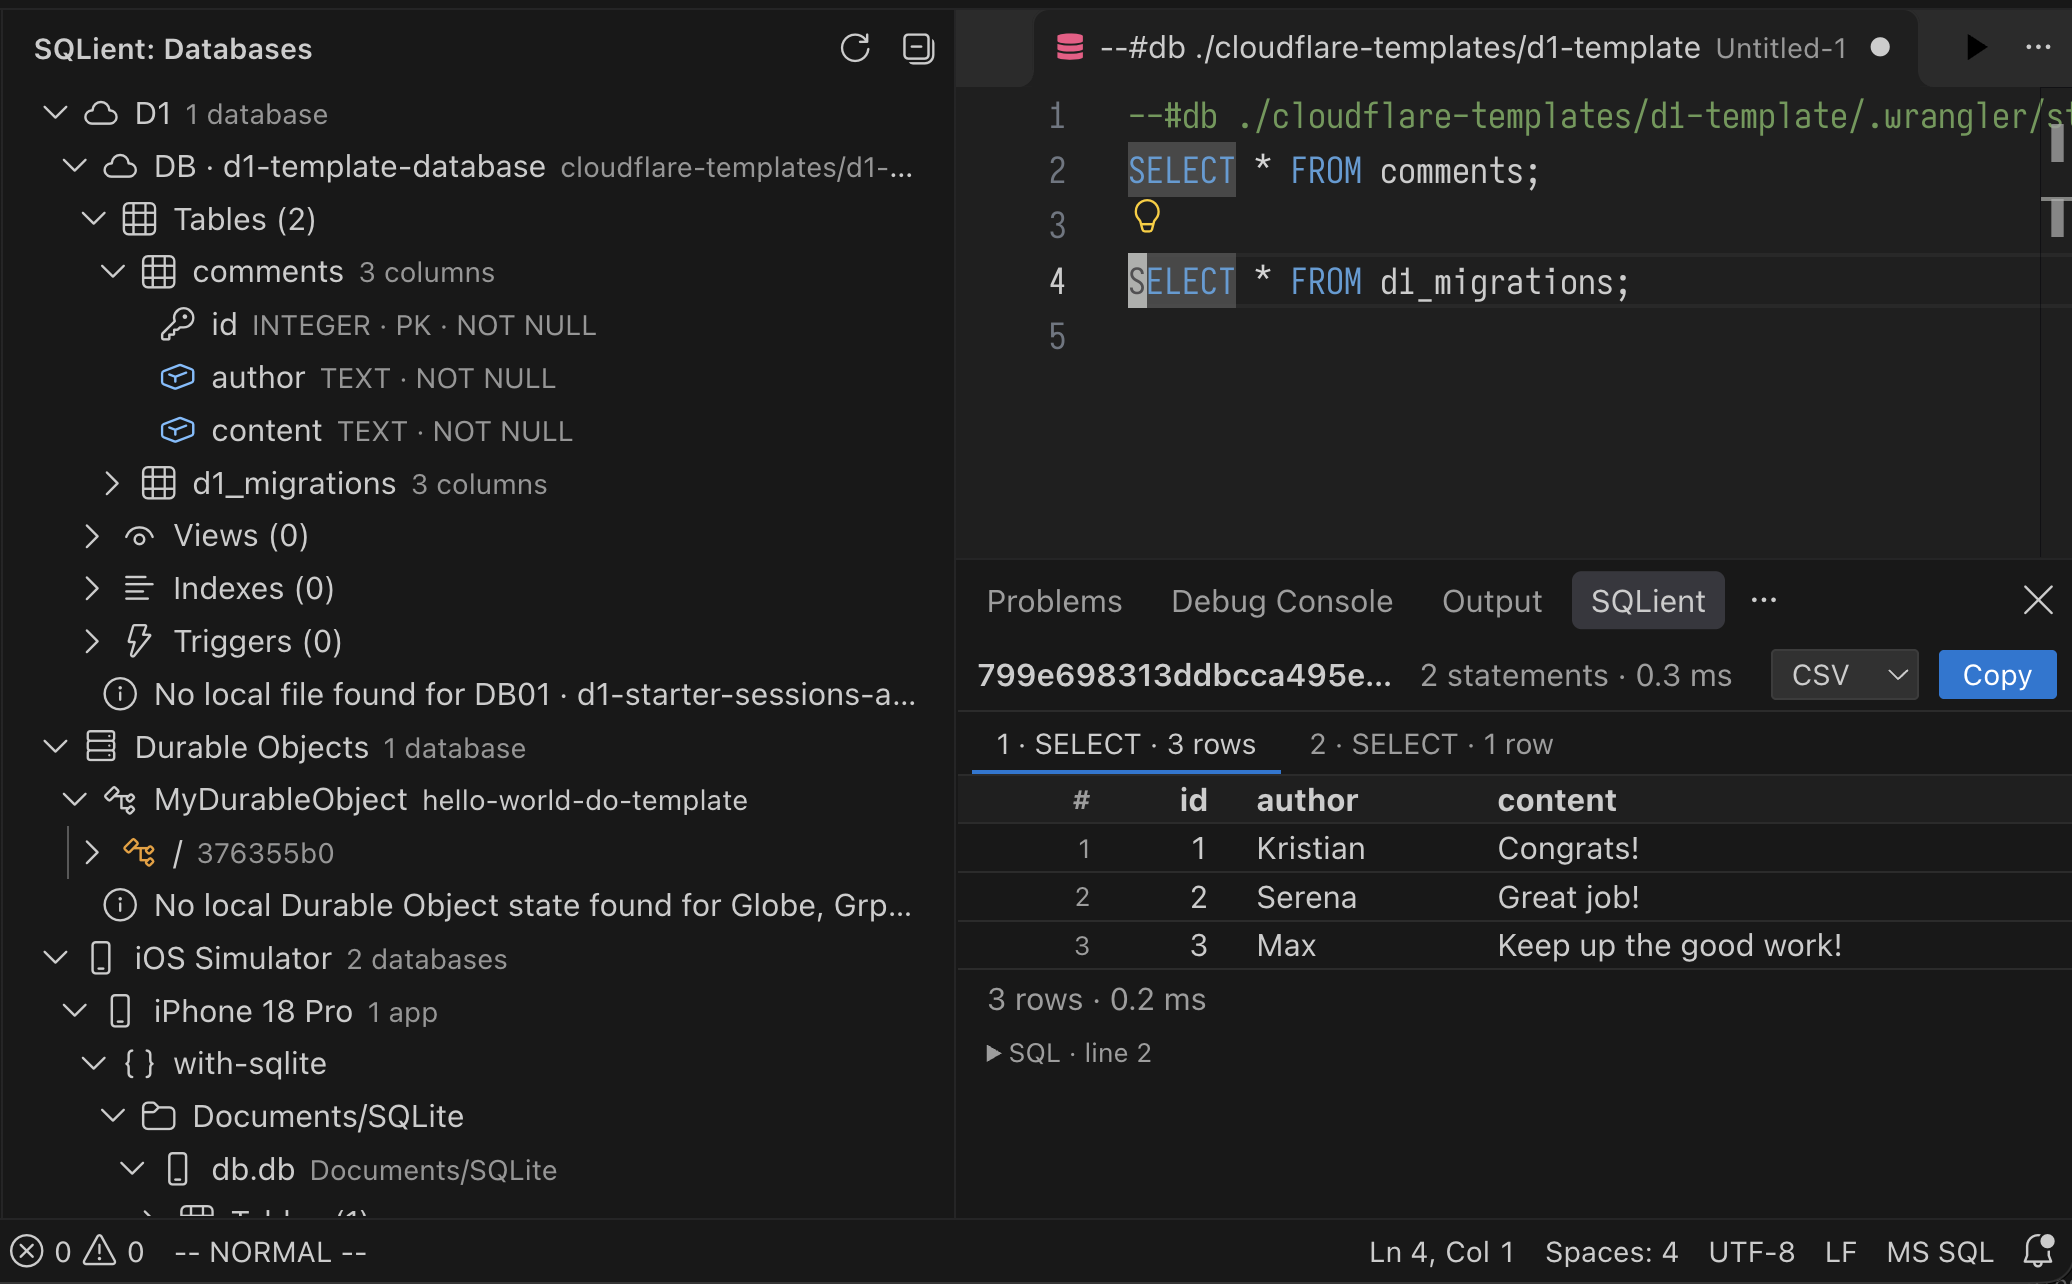 SQLient: Databases
D1 1 database
DB · d1-template-database cloudflare-templates/d1-...
Tables (2)
comments 3 columns
id INTEGER · PK · NOT NULL
author TEXT · NOT NULL
content TEXT · NOT NULL
d1_migrations 3 columns
Views (0)
Indexes (0)
Triggers (0)
No local file found for DB01 · d1-starter-sessions-a...
Durable Objects 1 database
MyDurableObject hello-world-do-template
/ 376355b0
No local Durable Object state found for Globe, Grp...
iOS Simulator 2 databases
iPhone 18 Pro 1 app
{ } with-sqlite
Documents/SQLite
db.db Documents/SQLite
--#db ./cloudflare-templates/d1-template Untitled-1
1 --#db ./cloudflare-templates/d1-template/.wrangler/st
2 SELECT * FROM comments;
3
4 SELECT * FROM d1_migrations;
5
Problems Debug Console Output SQLient ...
799e698313ddbcca495e... 2 statements · 0.3 ms CSV Copy
1 · SELECT · 3 rows 2 · SELECT · 1 row
# id author content
1 1 Kristian Congrats!
2 2 Serena Great job!
3 3 Max Keep up the good work!
3 rows · 0.2 ms
SQL · line 2
0 0 -- NORMAL -- Ln 4, Col 1 Spaces: 4 UTF-8 LF MS SQL